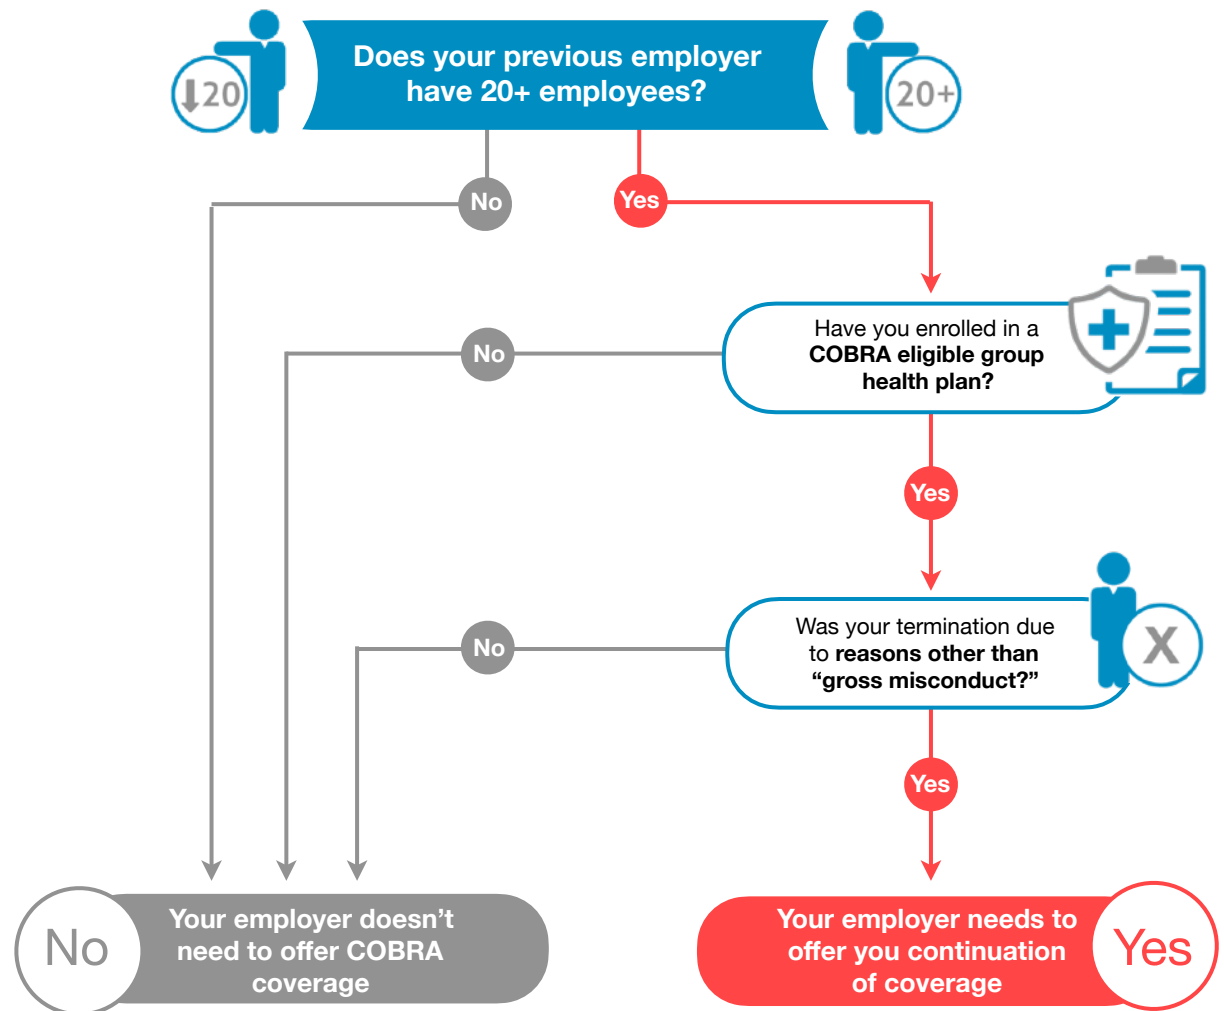 Does your previous employer
have 20+ employees?
⬇20
20+
No
Yes
Have you enrolled in a
COBRA eligible group
health plan?
No
Yes
Was your termination due
to reasons other than
“gross misconduct?”
X
No
Yes
No
Your employer doesn’t
need to offer COBRA
coverage
Your employer needs to
offer you continuation
of coverage
Yes